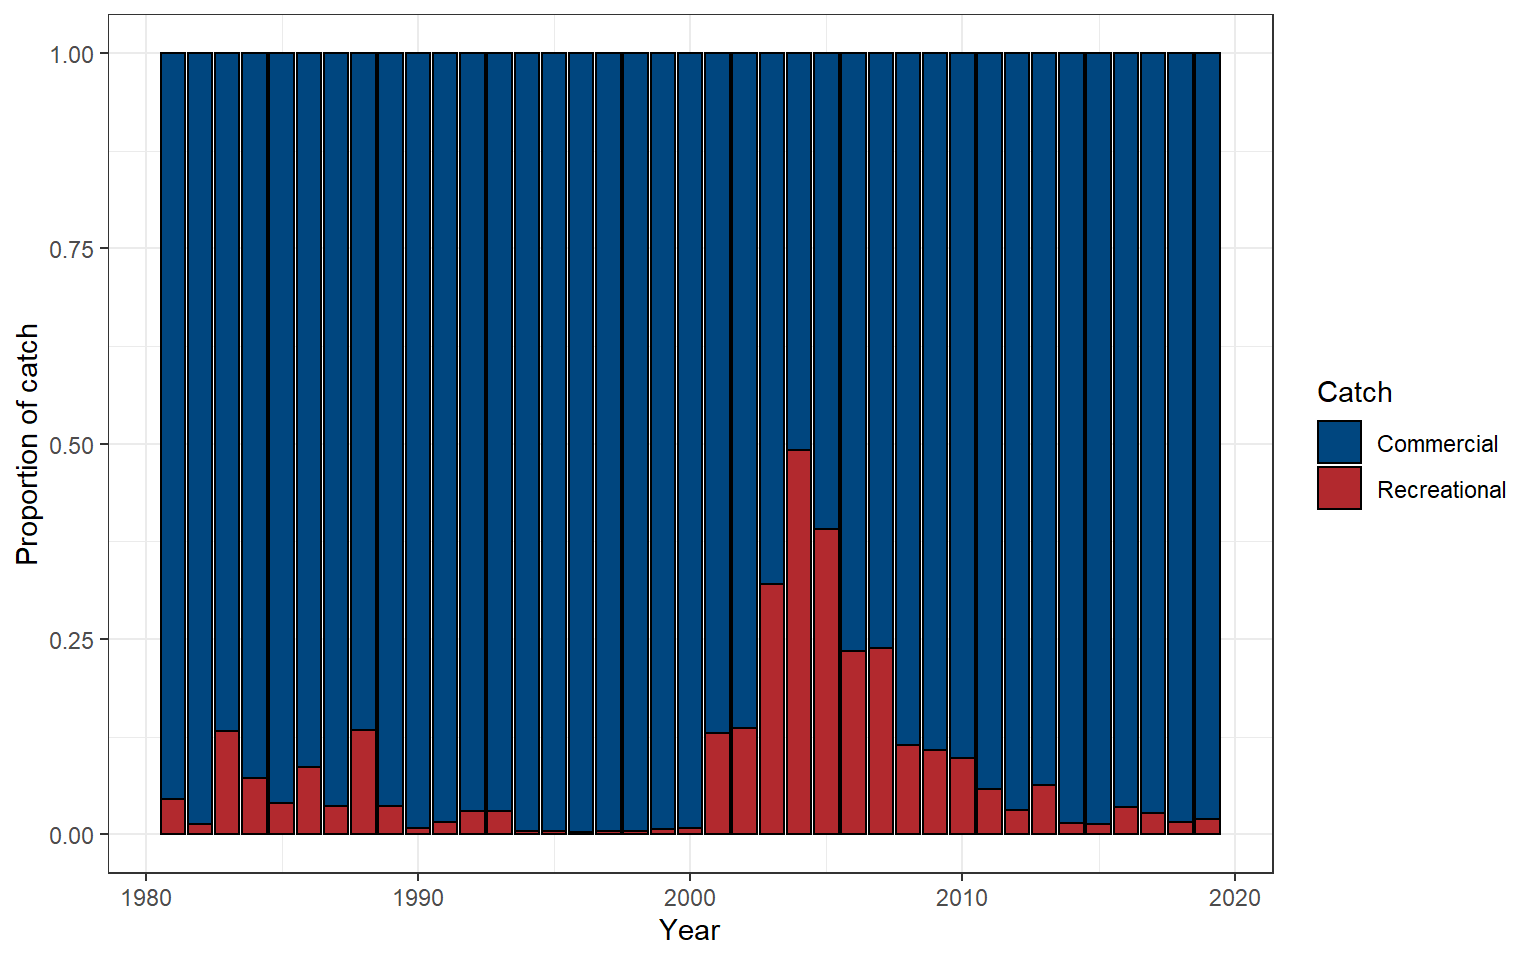 1.00
0.75
0.50
0.25
0.00
Proportion of catch
1980 1990 2000 2010 2020
Year
Catch
Commercial
Recreational